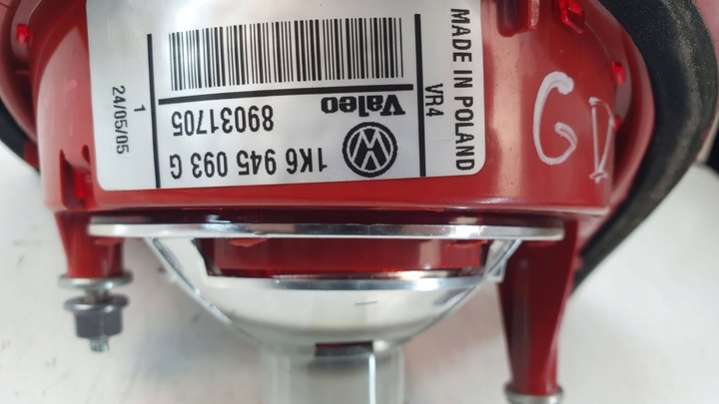 1K6 945 093 G
Valeo
89031705
MADE IN POLAND
VR4
1
24/05/05
GD